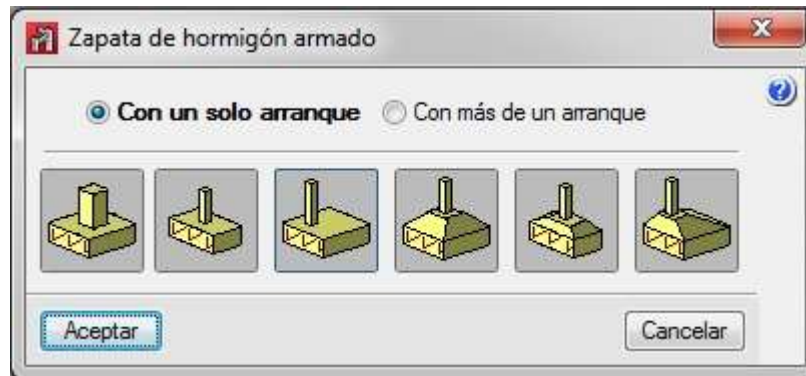 Zapata de hormigón armado
Con un solo arranque Con más de un arranque
Aceptar Cancelar